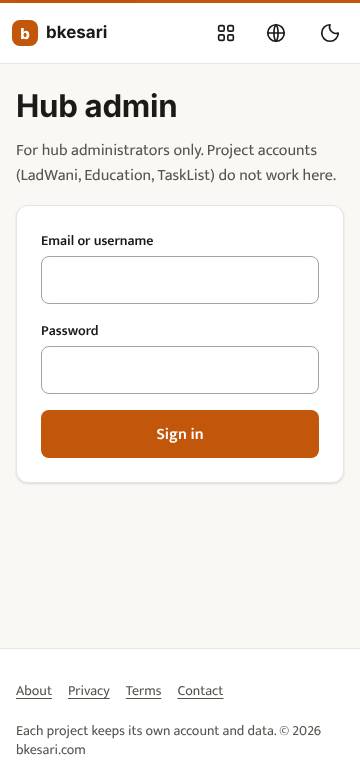 b bkesari
Hub admin
For hub administrators only. Project accounts
(LadWani, Education, TaskList) do not work here.
Email or username
Password
Sign in
About Privacy Terms Contact
Each project keeps its own account and data. © 2026
bkesari.com